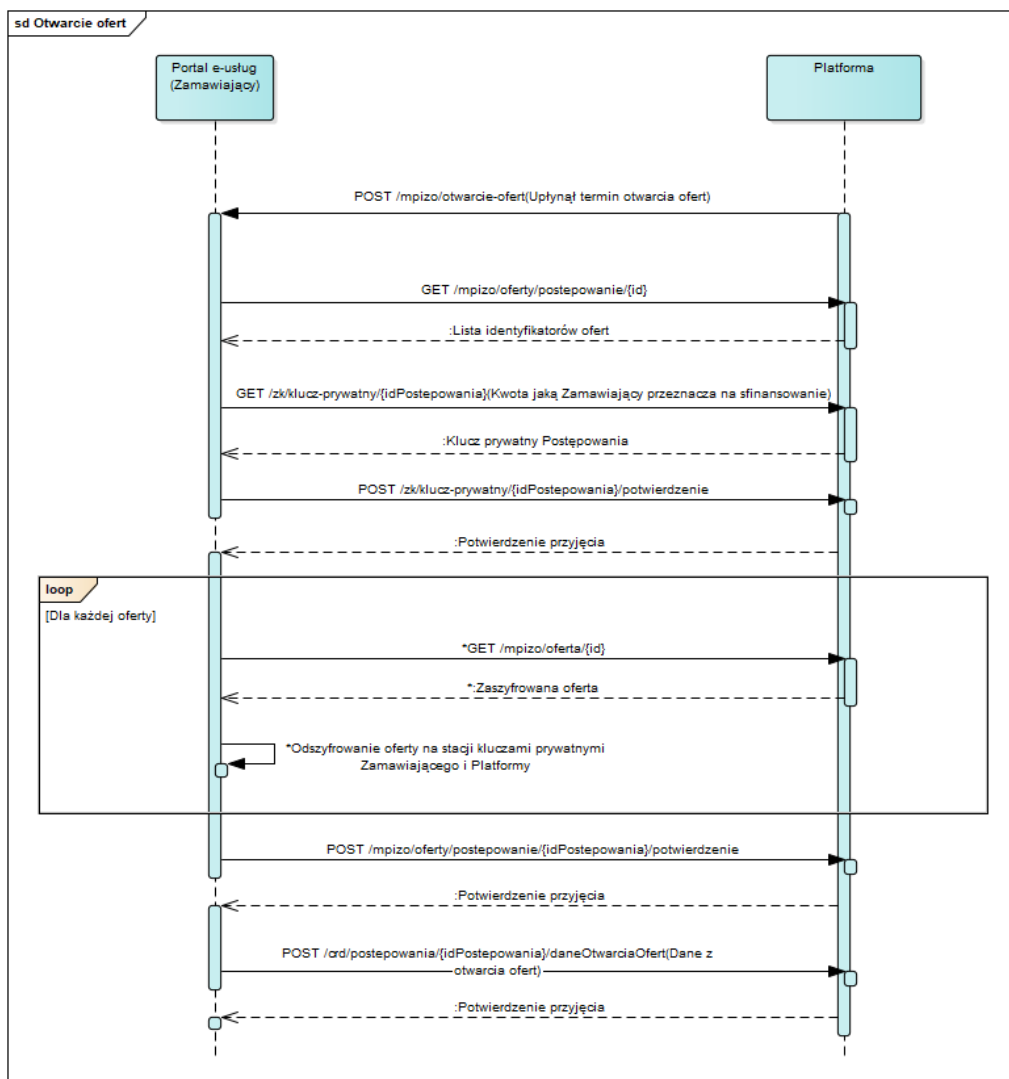 sd Otwarcie ofert
Portal e-usług
(Zamawiający)
Platforma
POST /mpizo/otwarcie-ofert(Upłynął termin otwarcia ofert)
GET /mpizo/oferty/postepowanie/{id}
:Lista identyfikatorów ofert
GET /zk/klucz-prywatny/{idPostepowania}(Kwota jaką Zamawiający przeznacza na sfinansowanie)
:Klucz prywatny Postępowania
POST /zk/klucz-prywatny/{idPostepowania}/potwierdzenie
:Potwierdzenie przyjęcia
loop
[Dla każdej oferty]
*GET /mpizo/oferta/{id}
*:Zaszyfrowana oferta
*Odszyfrowanie oferty na stacji kluczami prywatnymi
Zamawiającego i Platformy
POST /mpizo/oferty/postepowanie/{idPostepowania}/potwierdzenie
:Potwierdzenie przyjęcia
POST /crd/postepowania/{idPostepowania}/daneOtwarciaOfert(Dane z
otwarcia ofert)
:Potwierdzenie przyjęcia